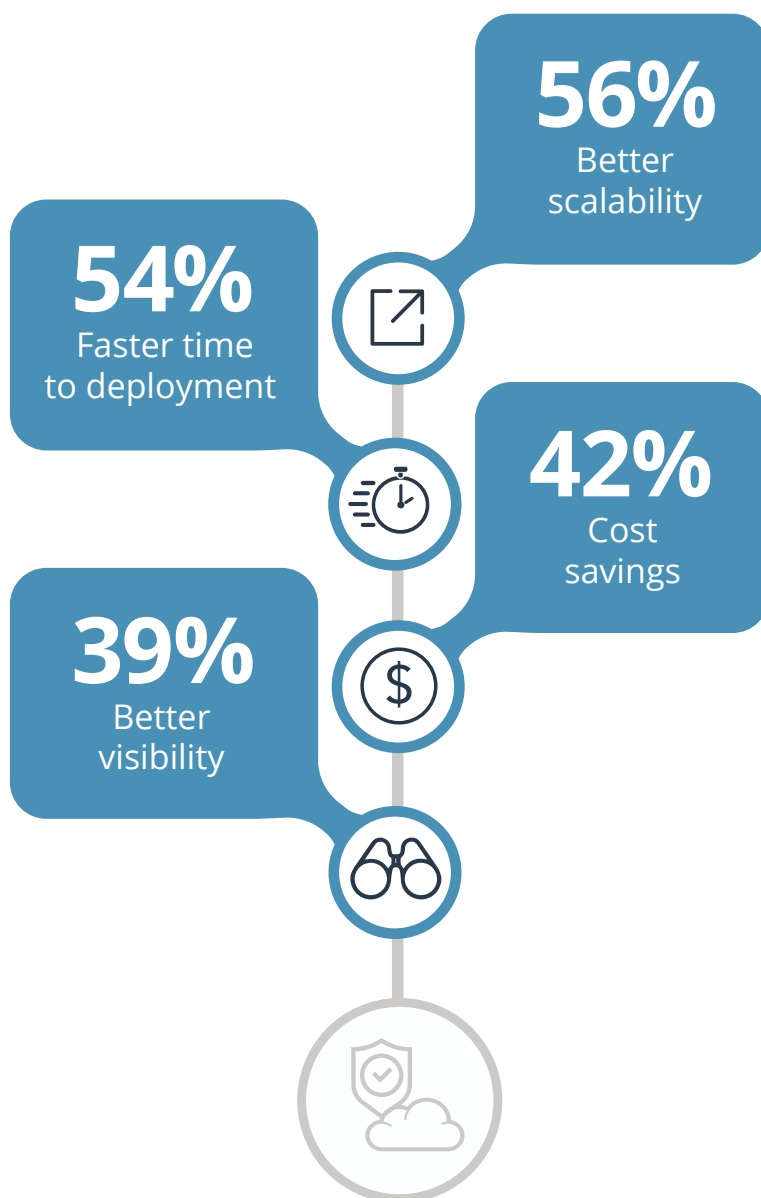 56%
Better
scalability
54%
Faster time
to deployment
42%
Cost
savings
39%
Better
visibility
$